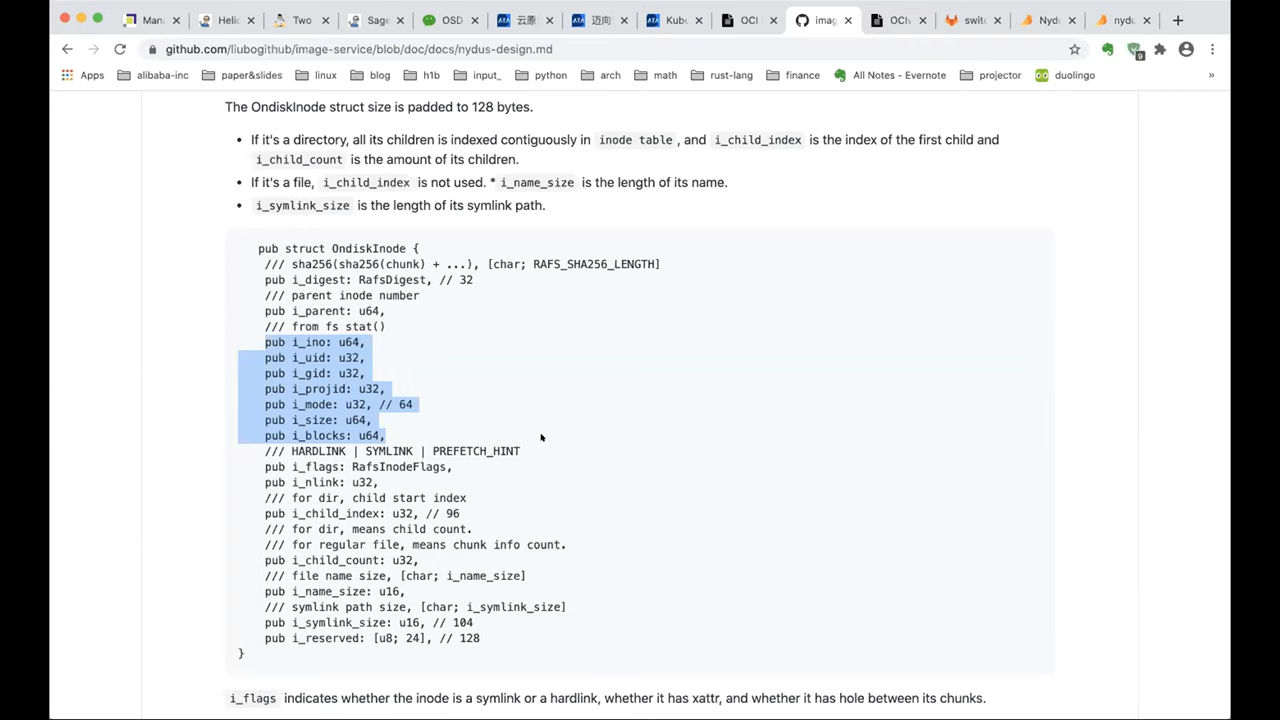 Man
Helic
Two
Sage
OSD
云原
迈向
Kub
OCI
imag
OCIv
swit
Nydu
nydu
github.com/liubogithub/image-service/blob/doc/docs/nydus-design.md
9
Apps
alibaba-inc
paper&slides
linux
blog
h1b
input_
python
arch
math
rust-lang
finance
All Notes - Evernote
projector
duolingo
»
The OndiskInode struct size is padded to 128 bytes.
• If it's a directory, all its children is indexed contiguously in inode table , and i_child_index is the index of the first child and
i_child_count is the amount of its children.
• If it's a file, i_child_index is not used. * i_name_size is the length of its name.
• i_symlink_size is the length of its symlink path.
pub struct OndiskInode {
/// sha256(sha256(chunk) + ...), [char; RAFS_SHA256_LENGTH]
pub i_digest: RafsDigest, // 32
/// parent inode number
pub i_parent: u64,
/// from fs stat()
pub i_ino: u64,
pub i_uid: u32,
pub i_gid: u32,
pub i_projid: u32,
pub i_mode: u32, // 64
pub i_size: u64,
pub i_blocks: u64,
/// HARDLINK | SYMLINK | PREFETCH_HINT
pub i_flags: RafsInodeFlags,
pub i_nlink: u32,
/// for dir, child start index
pub i_child_index: u32, // 96
/// for dir, means child count.
/// for regular file, means chunk info count.
pub i_child_count: u32,
/// file name size, [char; i_name_size]
pub i_name_size: u16,
/// symlink path size, [char; i_symlink_size]
pub i_symlink_size: u16, // 104
pub i_reserved: [u8; 24], // 128
}
i_flags indicates whether the inode is a symlink or a hardlink, whether it has xattr, and whether it has hole between its chunks.